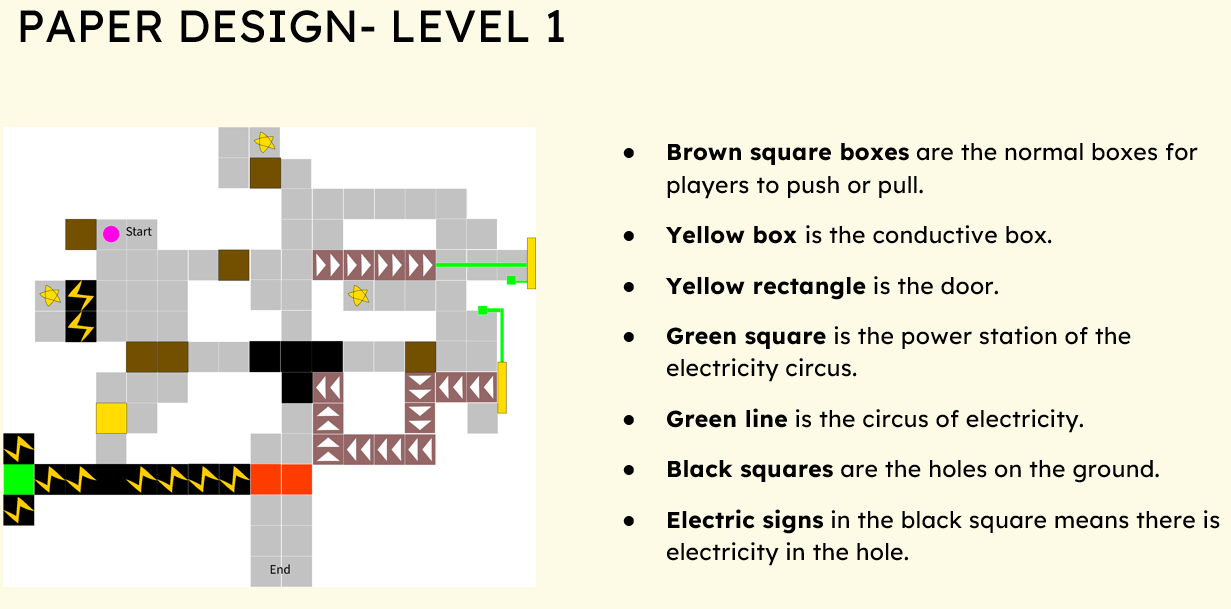 PAPER DESIGN- LEVEL 1
Start
End
● Brown square boxes are the normal boxes for
players to push or pull.
● Yellow box is the conductive box.
● Yellow rectangle is the door.
● Green square is the power station of the
electricity circus.
● Green line is the circus of electricity.
● Black squares are the holes on the ground.
● Electric signs in the black square means there is
electricity in the hole.